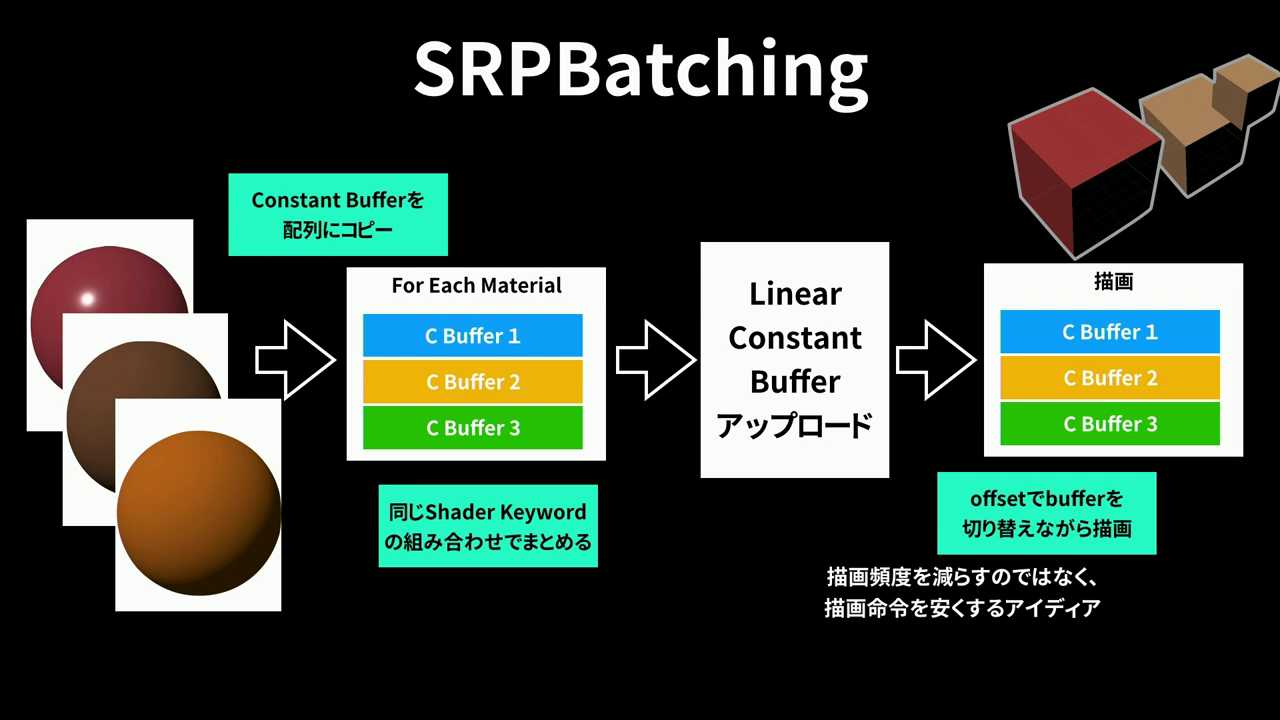 SRPBatching
Constant Bufferを
配列にコピー
For Each Material
C Buffer 1
C Buffer 2
C Buffer 3
同じShader Keyword
の組み合わせでまとめる
Linear
Constant
Buffer
アップロード
描画
C Buffer 1
C Buffer 2
C Buffer 3
offsetでbufferを
切り替えながら描画
描画頻度を減らすのではなく、
描画命令を安くするアイディア